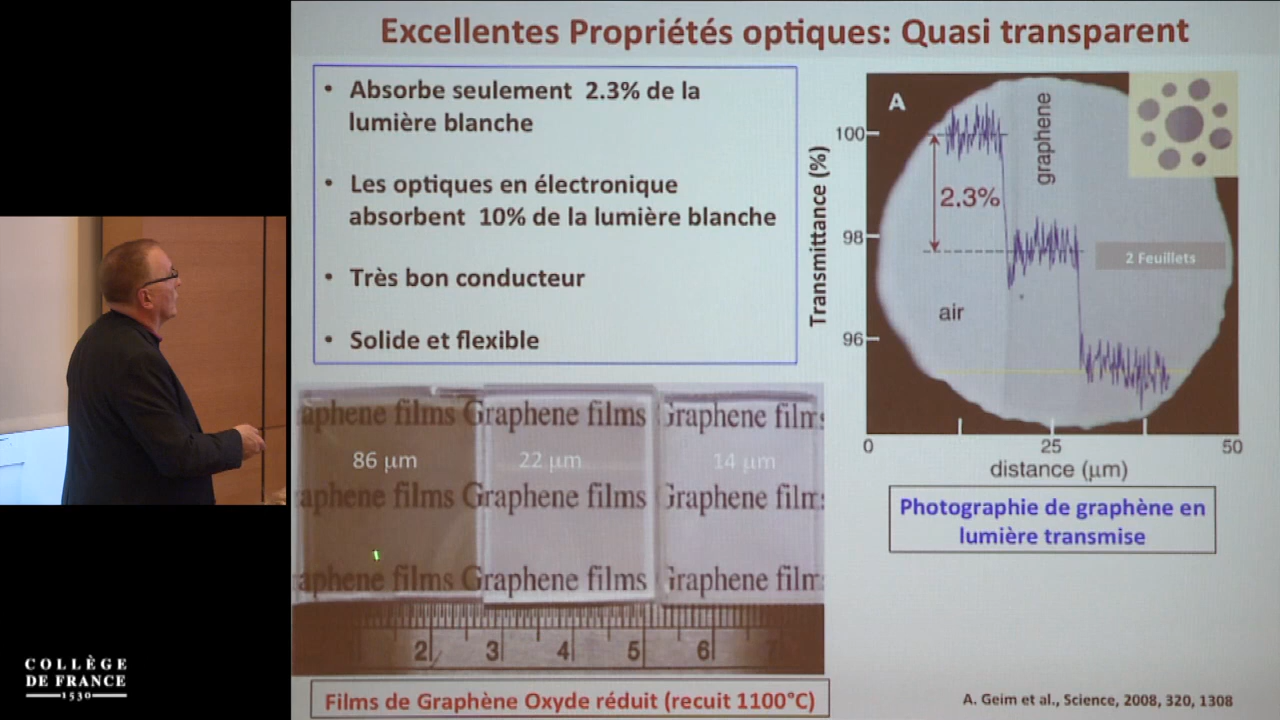 Excellentes Propriétés optiques: Quasi transparent
• Absorbe seulement 2.3% de la
lumière blanche
• Les optiques en électronique
absorbent 10% de la lumière blanche
• Très bon conducteur
• Solide et flexible
aphene films Graphene films Graphene films
86 µm 22 µm 14 µm
aphene films Graphene films Graphene films
aphene films Graphene films Graphene film
2 3 4 5 6 7
Films de Graphène Oxyde réduit (recuit 1100°C)
A
graphene
Transmittance (%)
100
98
96
2.3%
2 Feuillets
air
0 25 50
distance (µm)
Photographie de graphène en
lumière transmise
A. Geim et al., Science, 2008, 320, 1308
COLLÈGE
DE FRANCE
1530